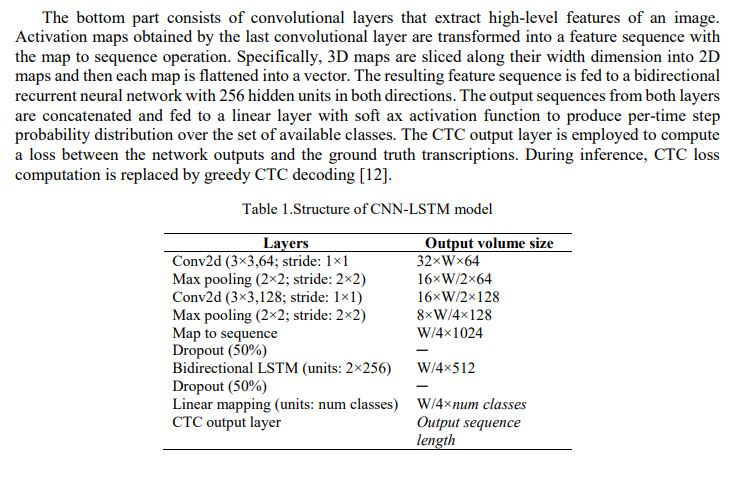 The bottom part consists of convolutional layers that extract high-level features of an image.
Activation maps obtained by the last convolutional layer are transformed into a feature sequence with
the map to sequence operation. Specifically, 3D maps are sliced along their width dimension into 2D
maps and then each map is flattened into a vector. The resulting feature sequence is fed to a bidirectional
recurrent neural network with 256 hidden units in both directions. The output sequences from both layers
are concatenated and fed to a linear layer with soft ax activation function to produce per-time step
probability distribution over the set of available classes. The CTC output layer is employed to compute
a loss between the network outputs and the ground truth transcriptions. During inference, CTC loss
computation is replaced by greedy CTC decoding [12].
Table 1.Structure of CNN-LSTM model
Layers Output volume size
Conv2d (3×3,64; stride: 1×1 32×W×64
Max pooling (2×2; stride: 2×2) 16×W/2×64
Conv2d (3×3,128; stride: 1×1) 16×W/2×128
Max pooling (2×2; stride: 2×2) 8×W/4×128
Map to sequence W/4×1024
Dropout (50%) –
Bidirectional LSTM (units: 2×256) W/4×512
Dropout (50%) –
Linear mapping (units: num classes) W/4×num classes
CTC output layer Output sequence
length